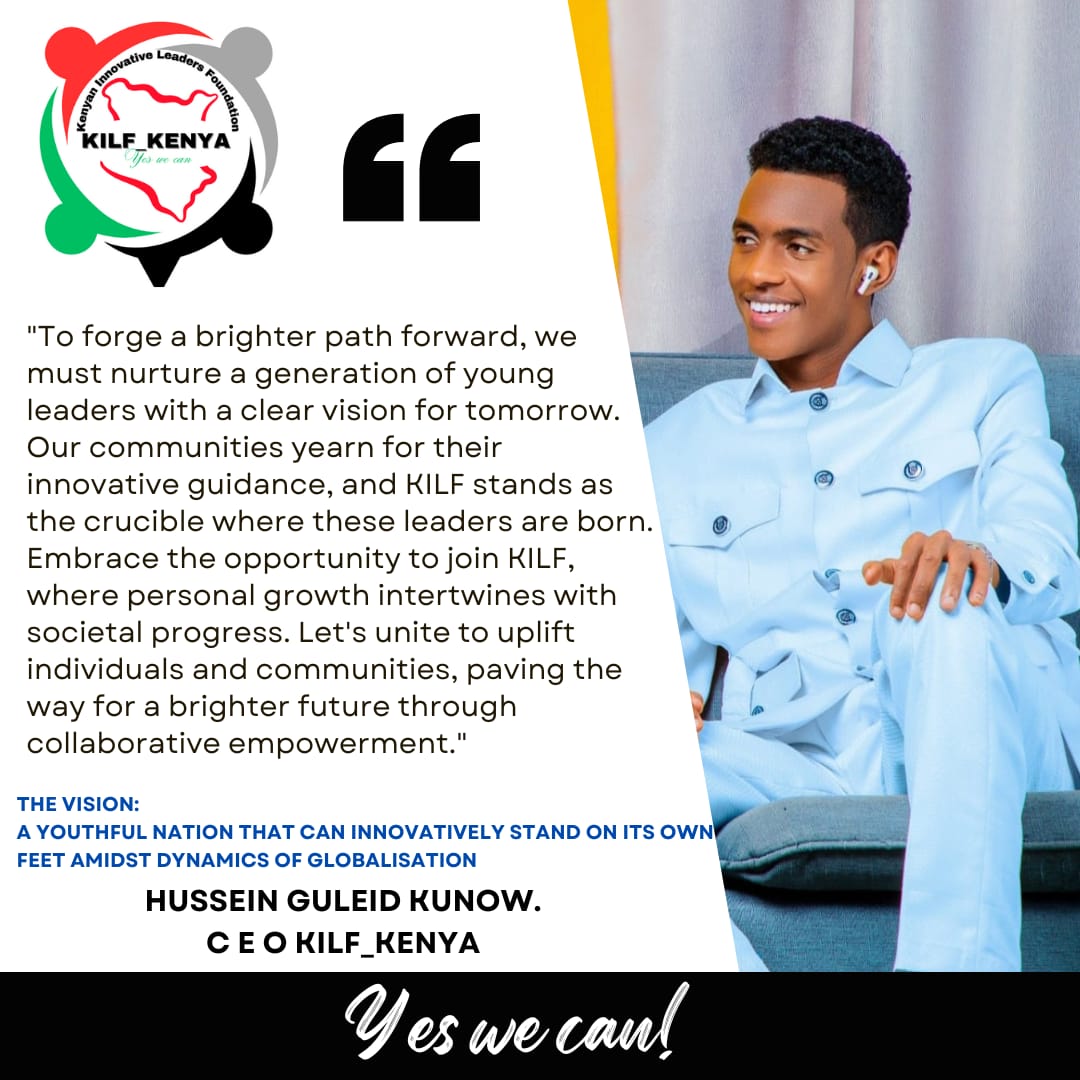 Kenyan Innovative Leaders Foundation
KILF_KENYA
Yes we can
"To forge a brighter path forward, we
must nurture a generation of young
leaders with a clear vision for tomorrow.
Our communities yearn for their
innovative guidance, and KILF stands as
the crucible where these leaders are born.
Embrace the opportunity to join KILF,
where personal growth intertwines with
societal progress. Let's unite to uplift
individuals and communities, paving the
way for a brighter future through
collaborative empowerment."
THE VISION:
A YOUTHFUL NATION THAT CAN INNOVATIVELY STAND ON ITS OWN
FEET AMIDST DYNAMICS OF GLOBALISATION
HUSSEIN GULEID KUNOW.
C E O KILF_KENYA
Yes we can!